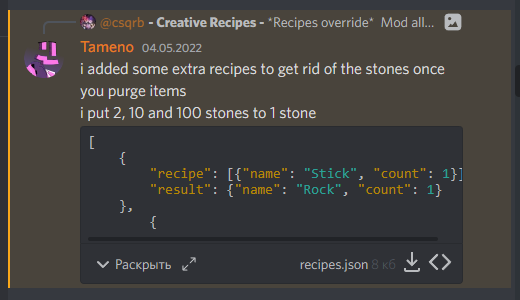 @csqrb - Creative Recipes - *Recipes override* Mod all...
Tameno 04.05.2022
i added some extra recipes to get rid of the stones once
you purge items
i put 2, 10 and 100 stones to 1 stone
[
{
"recipe": [{"name": "Stick", "count": 1}]
"result": {"name": "Rock", "count": 1}
},
{
Раскрыть recipes.json 8 кб